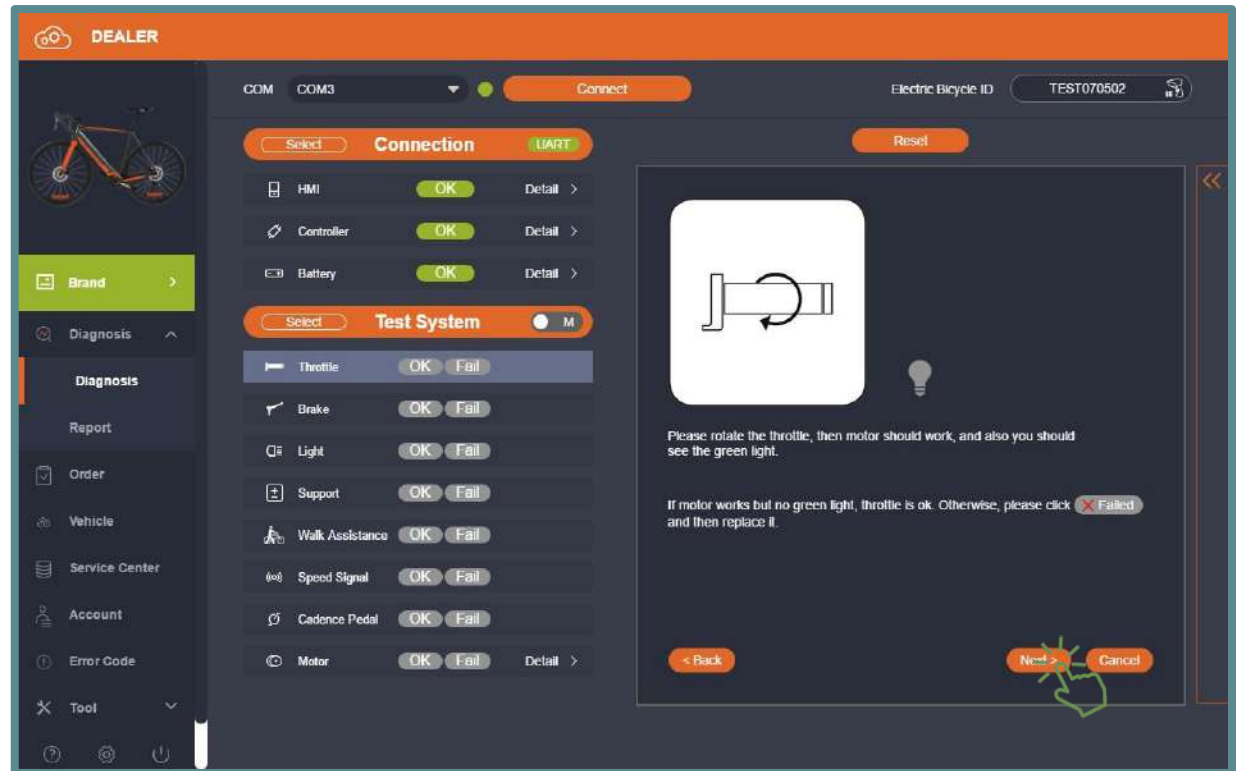 DEALER
COM COM3 Connect Electric Bicycle ID TEST070502
Select Connection UART
Reset
HMI OK Detail >
Controller OK Detail >
Battery OK Detail >
Brand >
Select Test System M
Diagnosis
Throttle OK Fail
Diagnosis
Brake OK Fail
Report
Please rotate the throttle, then motor should work, and also you should
see the green light.
Light OK Fail
Order
Support OK Fail
If motor works but no green light, throttle is ok. Otherwise, please click Failed
and then replace it.
Vehicle
Walk Assistance OK Fail
Service Center
Speed Signal OK Fail
Account
Cadence Pedal OK Fail
Error Code
Motor OK Fail Detail >
< Back Next > Cancel
Tool